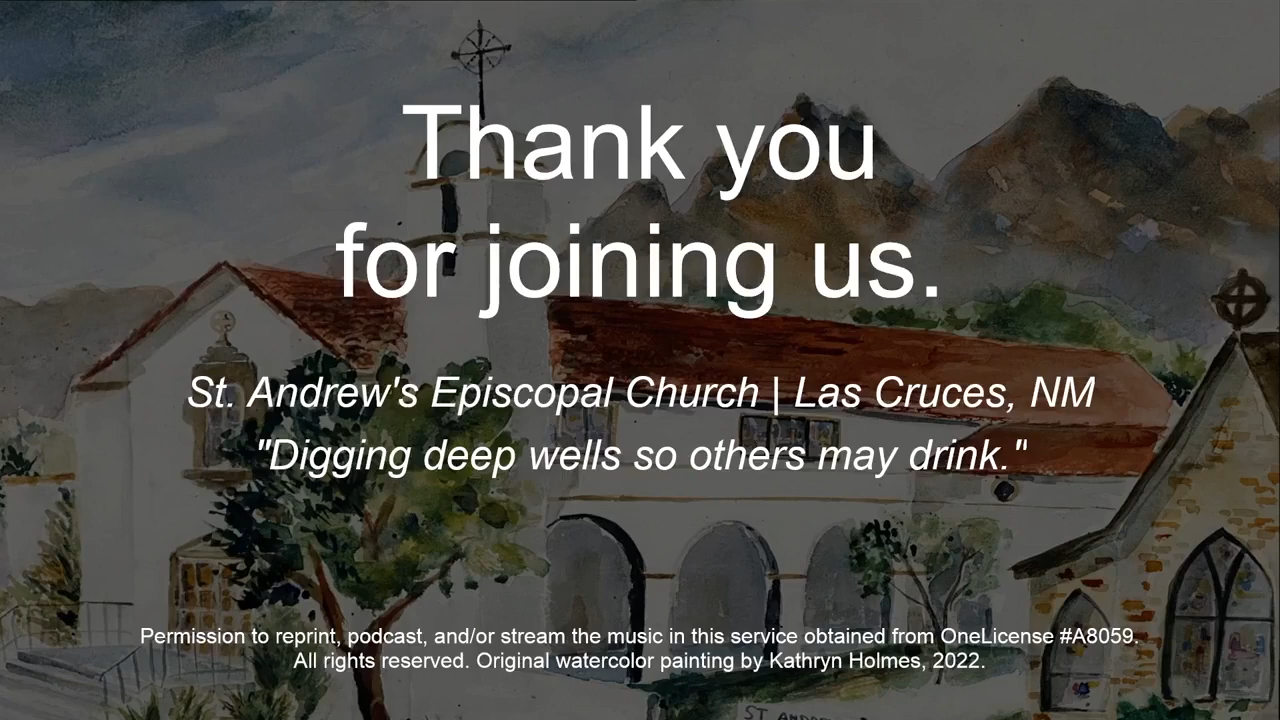 Thank you
for joining us.
St. Andrew's Episcopal Church | Las Cruces, NM
"Digging deep wells so others may drink."
Permission to reprint, podcast, and/or stream the music in this service obtained from OneLicense #A8059.
All rights reserved. Original watercolor painting by Kathryn Holmes, 2022.
ST